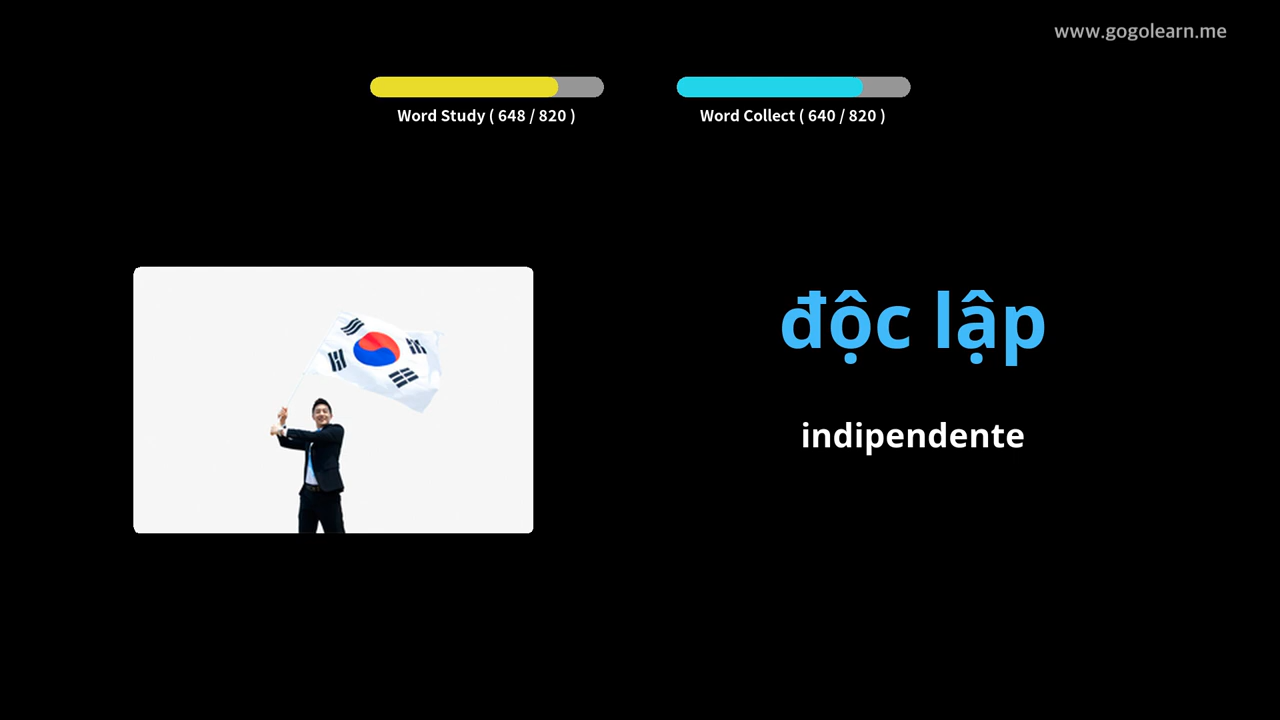 www.gogolearn.me
Word Study ( 648 / 820 )
Word Collect ( 640 / 820 )
độc lập
indipendente